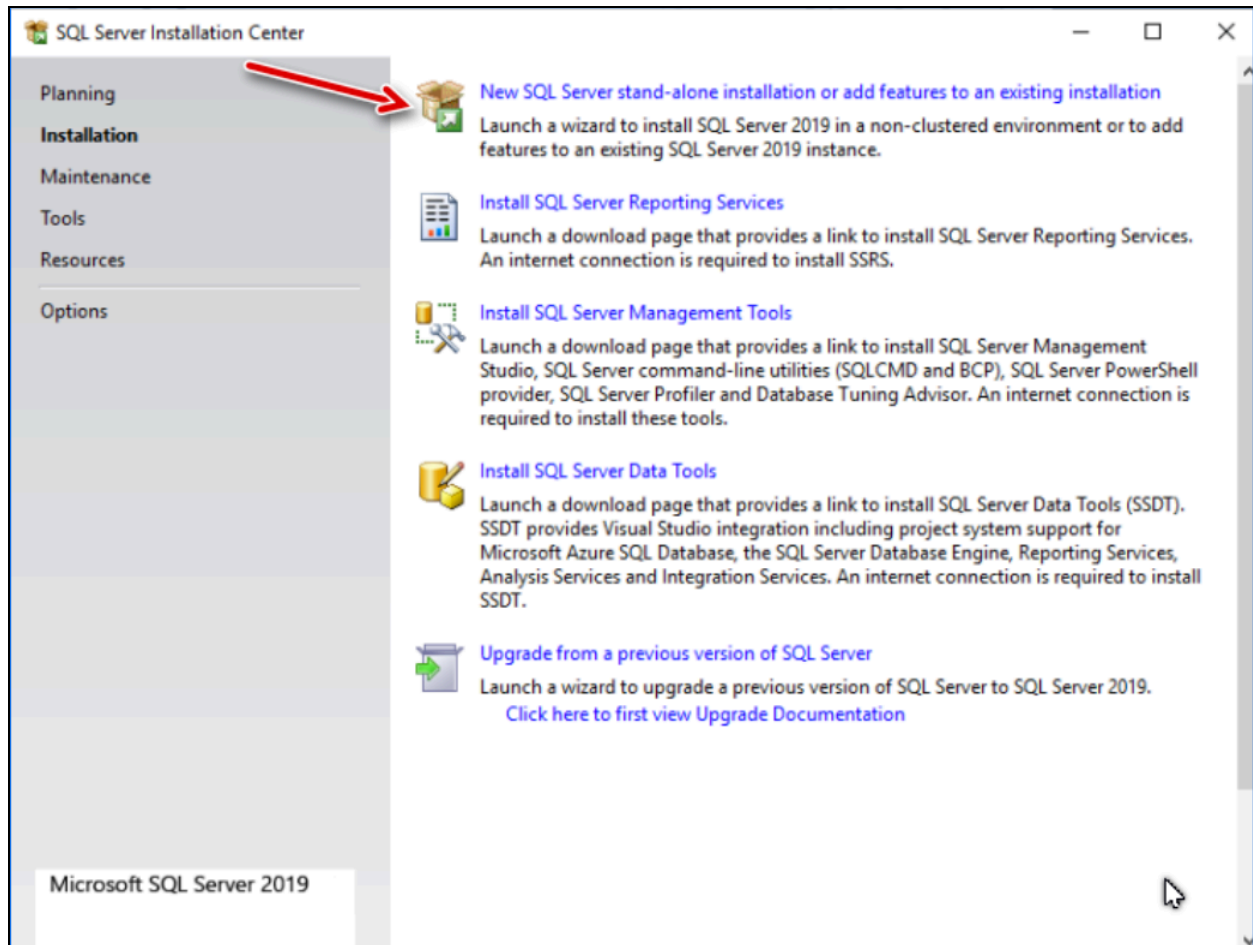 SQL Server Installation Center
Planning
Installation
Maintenance
Tools
Resources
Options
New SQL Server stand-alone installation or add features to an existing installation
Launch a wizard to install SQL Server 2019 in a non-clustered environment or to add
features to an existing SQL Server 2019 instance.
Install SQL Server Reporting Services
Launch a download page that provides a link to install SQL Server Reporting Services.
An internet connection is required to install SSRS.
Install SQL Server Management Tools
Launch a download page that provides a link to install SQL Server Management
Studio, SQL Server command-line utilities (SQLCMD and BCP), SQL Server PowerShell
provider, SQL Server Profiler and Database Tuning Advisor. An internet connection is
required to install these tools.
Install SQL Server Data Tools
Launch a download page that provides a link to install SQL Server Data Tools (SSDT).
SSDT provides Visual Studio integration including project system support for
Microsoft Azure SQL Database, the SQL Server Database Engine, Reporting Services,
Analysis Services and Integration Services. An internet connection is required to install
SSDT.
Upgrade from a previous version of SQL Server
Launch a wizard to upgrade a previous version of SQL Server to SQL Server 2019.
Click here to first view Upgrade Documentation
Microsoft SQL Server 2019